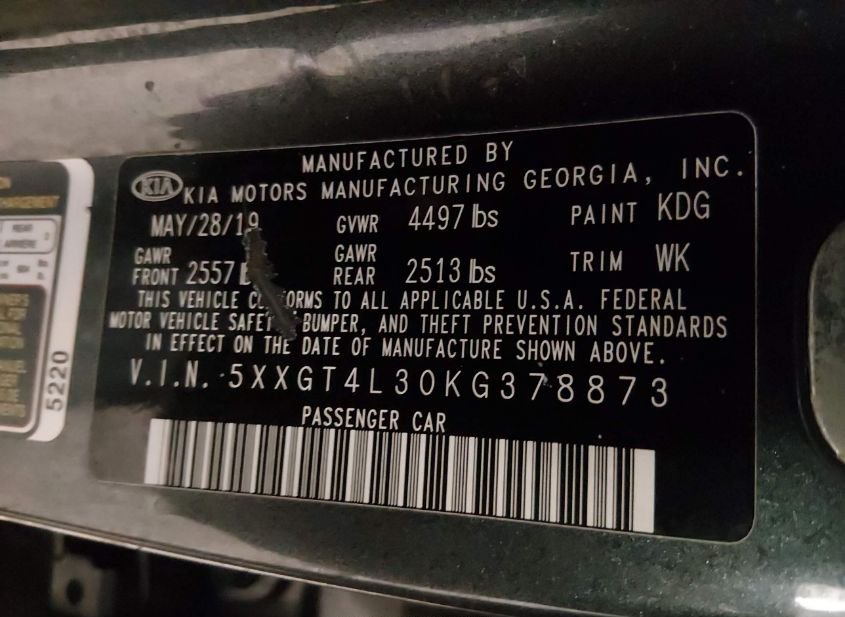 MANUFACTURED BY
KIA KIA MOTORS MANUFACTURING GEORGIA, INC.
MAY/28/19 GVWR 4497 lbs PAINT KDG
GAWR FRONT 2557 GAWR REAR 2513 lbs TRIM WK
THIS VEHICLE TO ALL APPLICABLE U.S.A. FEDERAL
MOTOR VEHICLE BUMPER, AND THEFT PREVENTION STANDARDS
IN EFFECT ON THE DATE OF MANUFACTURE SHOWN ABOVE.
V.I.N. 5XXGT4L30KG378873
PASSENGER CAR
REAR
5220